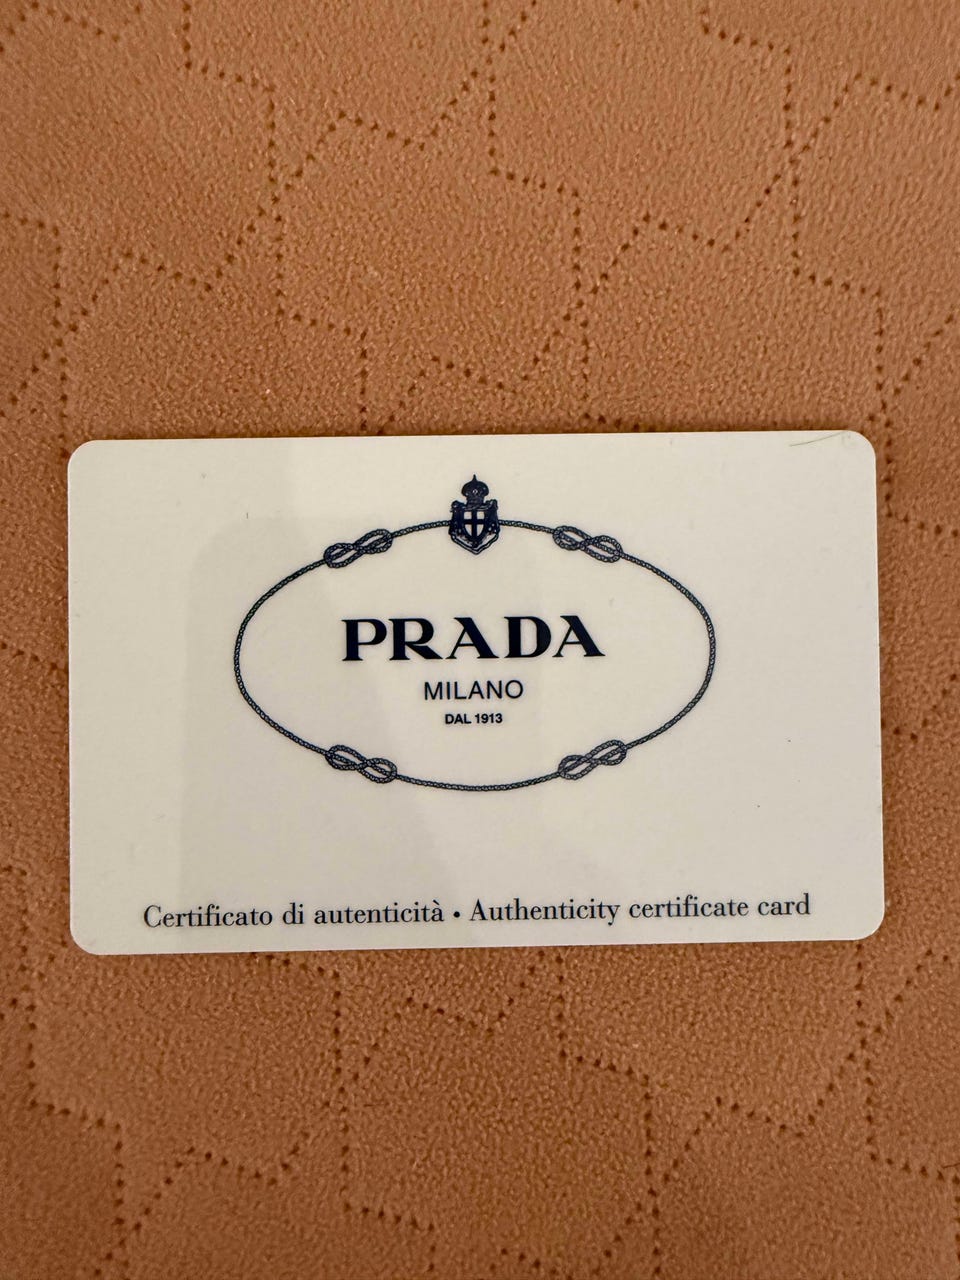 PRADA
MILANO
DAL 1913
Certificato di autenticità • Authenticity certificate card